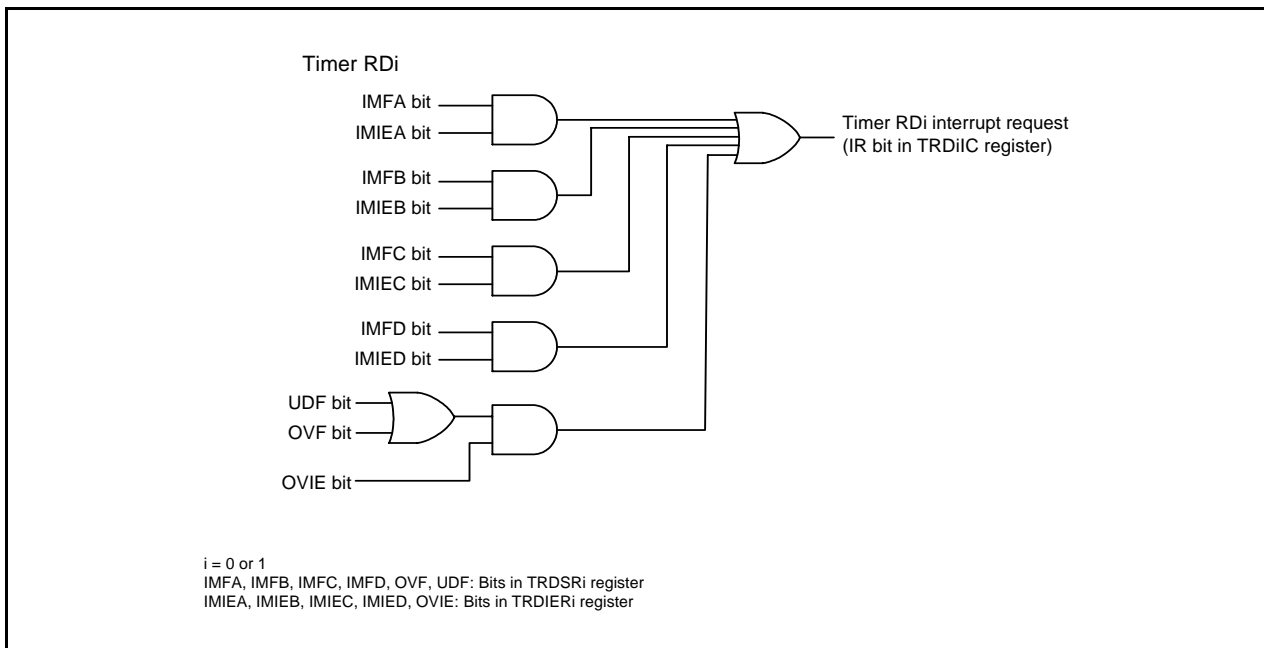 Timer RDi
IMFA bit
IMIEA bit
IMFB bit
IMIEB bit
IMFC bit
IMIEC bit
IMFD bit
IMIED bit
UDF bit
OVF bit
OVIE bit
Timer RDi interrupt request
(IR bit in TRDiIC register)
i = 0 or 1
IMFA, IMFB, IMFC, IMFD, OVF, UDF: Bits in TRDSRi register
IMIEA, IMIEB, IMIEC, IMIED, OVIE: Bits in TRDIERi register